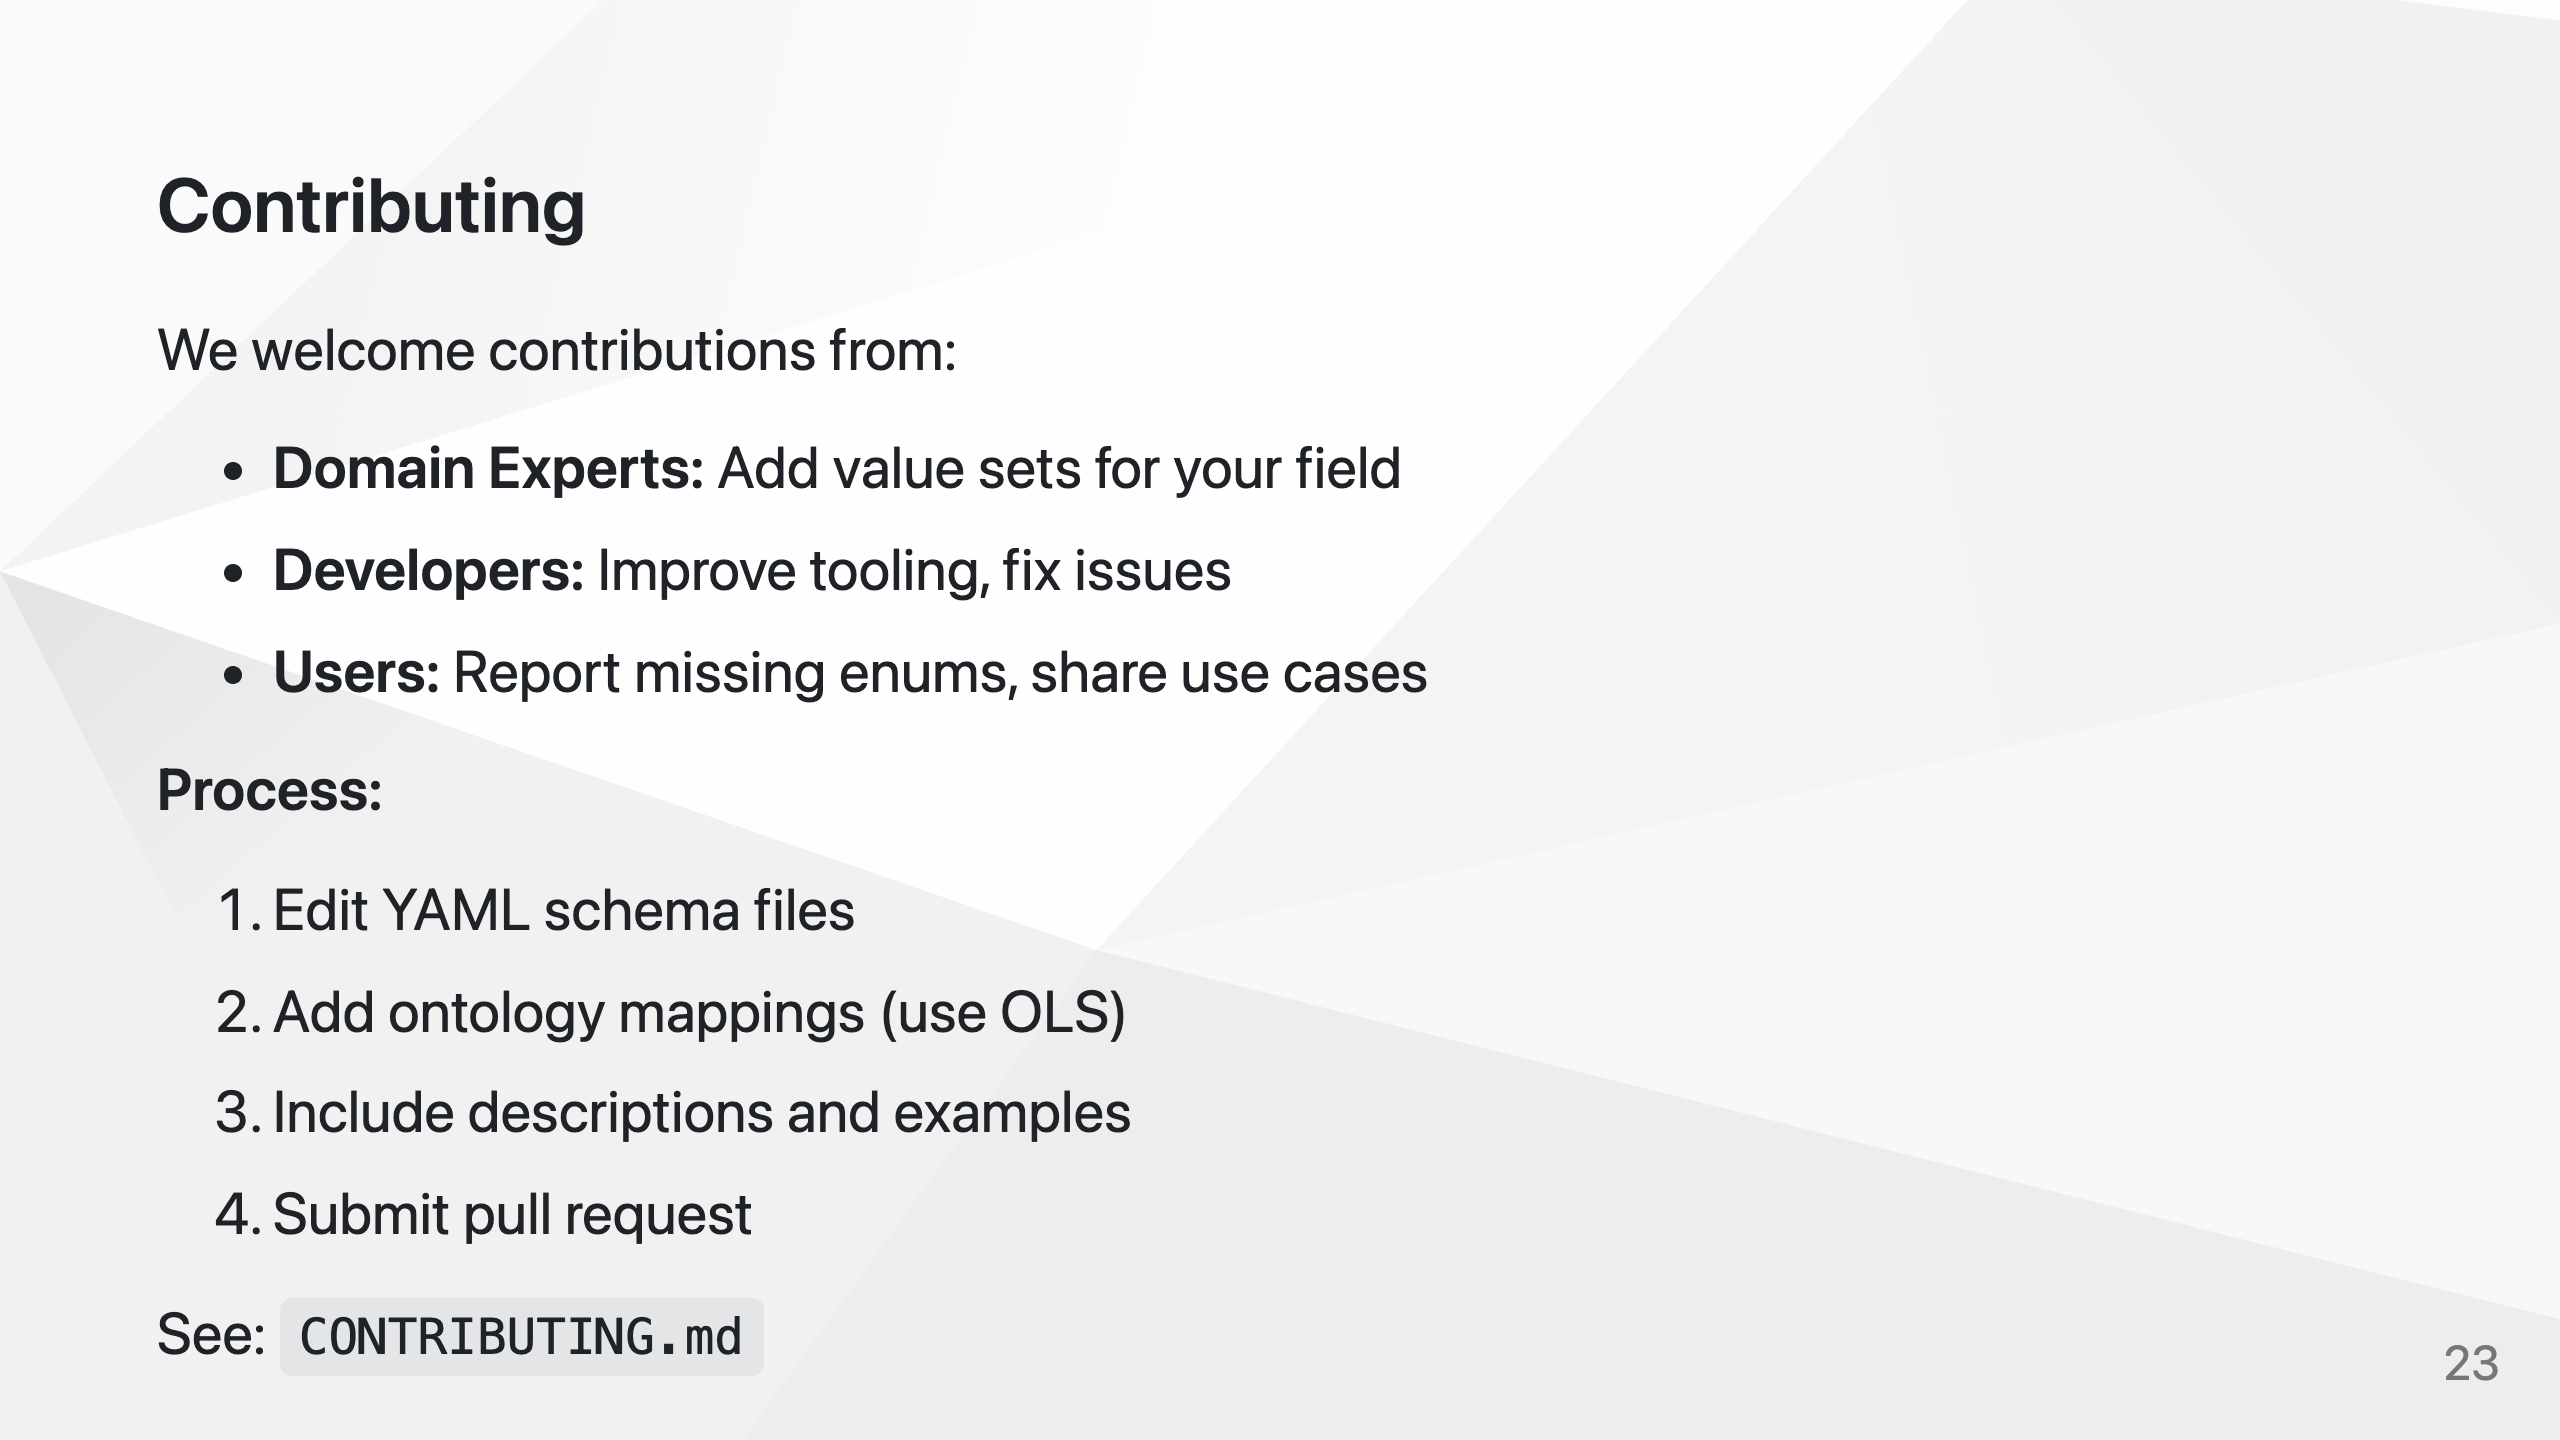 Contributing
We welcome contributions from:
• Domain Experts: Add value sets for your field
• Developers: Improve tooling, fix issues
• Users: Report missing enums, share use cases
Process:
1. Edit YAML schema files
2. Add ontology mappings (use OLS)
3. Include descriptions and examples
4. Submit pull request
See: CONTRIBUTING.md
23